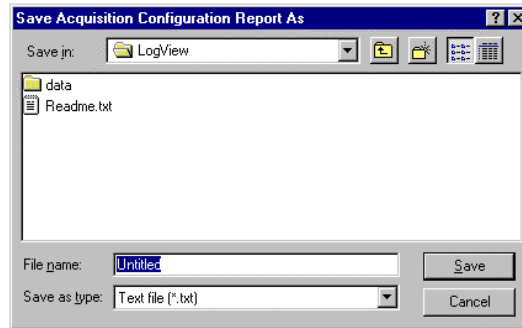 Save Acquisition Configuration Report As
Save in: LogView
data
Readme.txt
File name: Untitled Save
Save as type: Text file (*.txt) Cancel